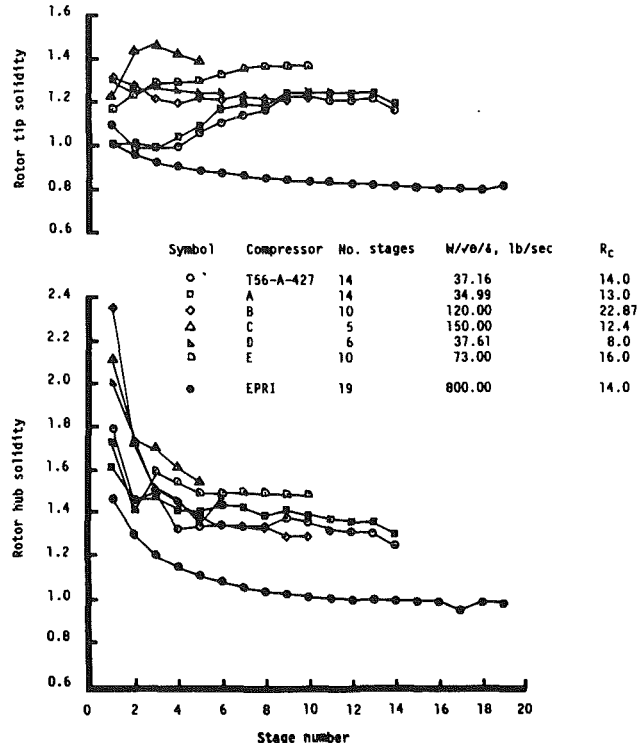 1.6
1.4
1.2
1.0
0.8
0.6
Rotor tip solidity
Symbol Compressor No. stages W/√θ/δ, lb/sec RC
T56-A-427 14 37.16 14.0
A 14 34.99 13.0
B 10 120.00 22.87
C 5 150.00 12.4
D 6 37.61 8.0
E 10 73.00 16.0
EPRI 19 800.00 14.0
2.4
2.2
2.0
1.8
1.6
1.4
1.2
1.0
0.8
0.6
Rotor hub solidity
0 2 4 6 8 10 12 14 16 18 20
Stage number